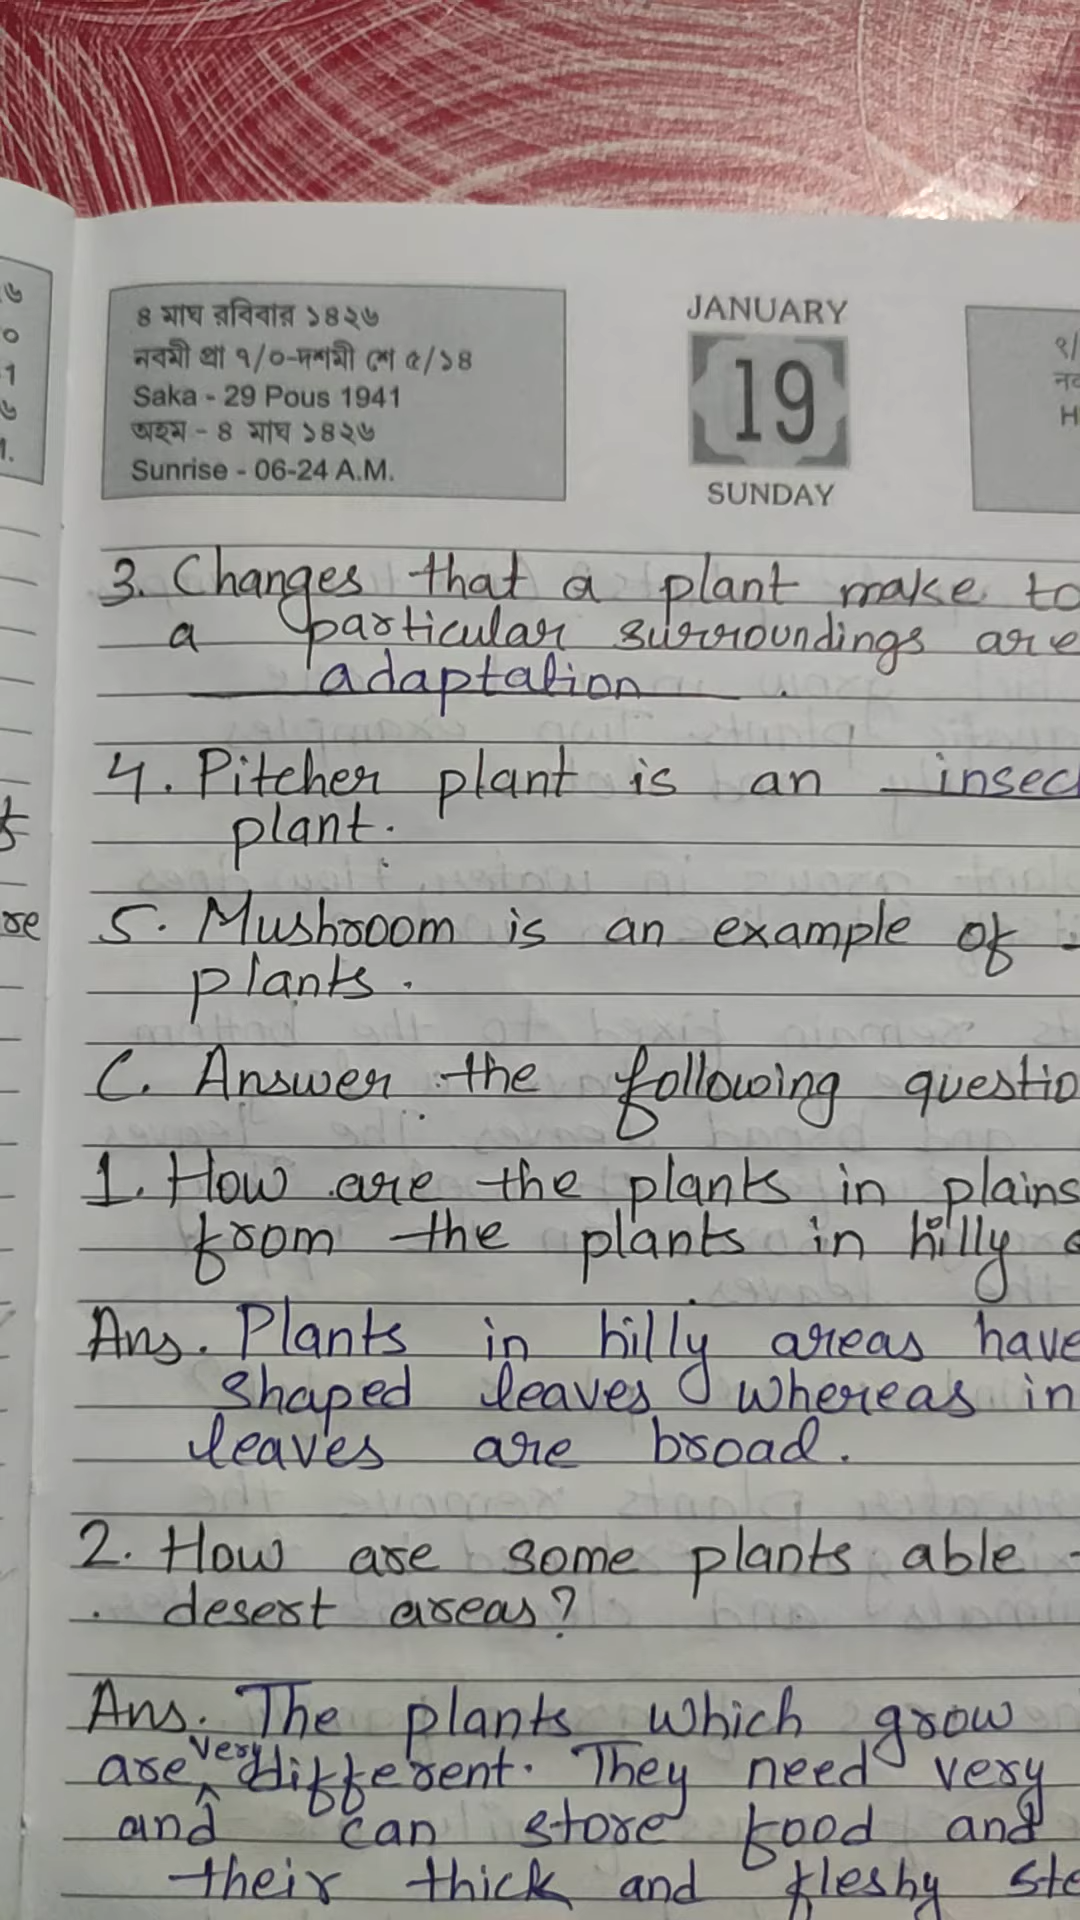 ৪ মাঘ রবিবার ১৪২৬
নবমী প্রা ৭/০-দশমী শে ৫/১৪
Saka - 29 Pous 1941
অহম - ৪ মাঘ ১৪২৬
Sunrise - 06-24 A.M.
JANUARY
19
SUNDAY
3. Changes that a plant make to
a particular surroundings are
adaptation .
4. Pitcher plant is an insec
plant.
5. Mushroom is an example of
plants.
C. Answer the following questio
1. How are the plants in plains
from the plants in hilly
Ans. Plants in hilly areas have
shaped leaves whereas in
leaves are broad.
2. How are some plants able
desert areas?
Ans. The plants which grow
are very different. They need very
and can store food and
their thick and fleshy ste